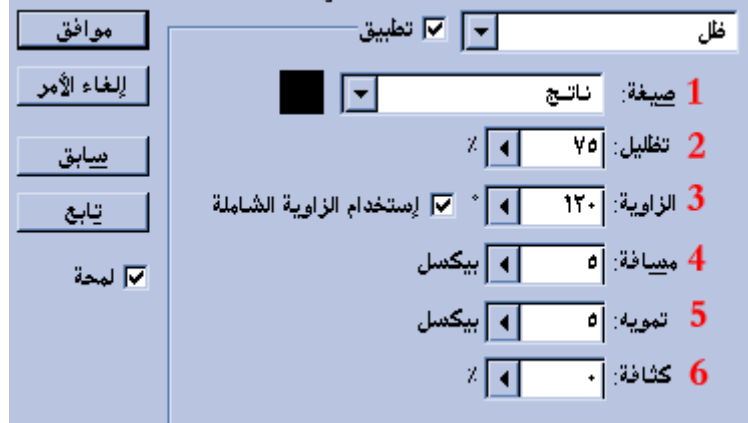 ظل
تطبيق
موافق
1 صيغة: ناتج
إلغاء الأمر
2 تظليل: ٧٥ ٪
سابق
3 الزاوية: ١٢٠ ° إستخدام الزاوية الشاملة
تابع
4 مسافة: ٥ بيكسل
لمحة
5 تمويه: ٥ بيكسل
6 كثافة: ٠ ٪